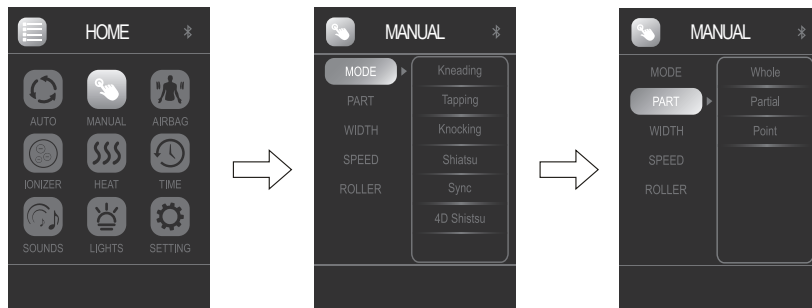 HOME
AUTO MANUAL AIRBAG
IONIZER HEAT TIME
SOUNDS LIGHTS SETTING
MANUAL
MODE Kneading
PART Tapping
WIDTH Knocking
SPEED Shiatsu
ROLLER Sync
4D Shistsu
MANUAL
MODE Whole
PART Partial
WIDTH Point
SPEED
ROLLER